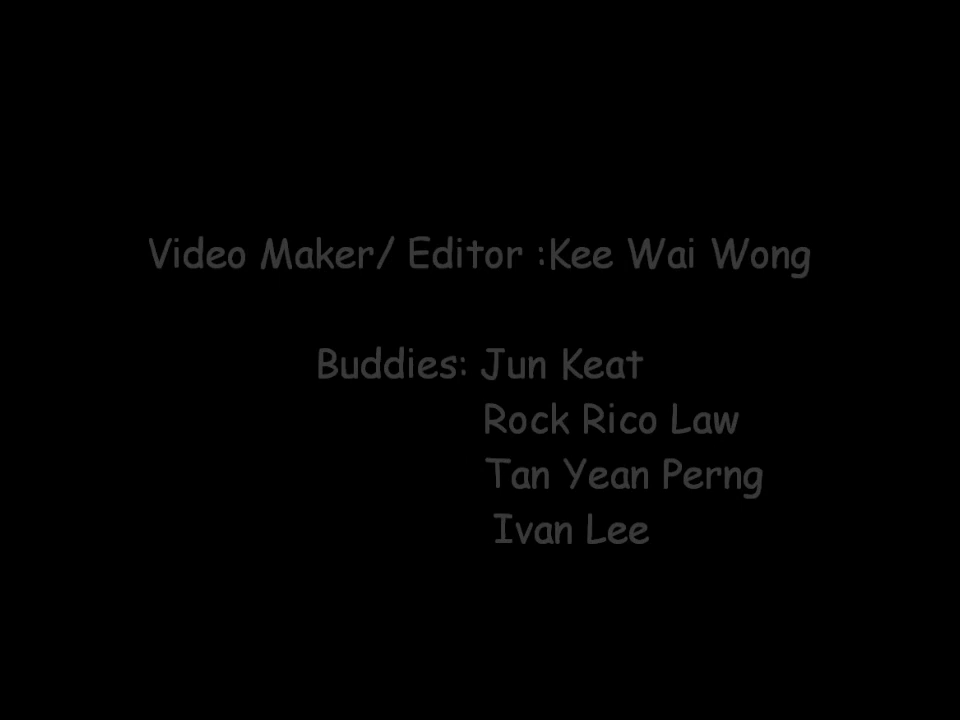 Video Maker/ Editor :Kee Wai Wong
Buddies: Jun Keat
Rock Rico Law
Tan Yean Perng
Ivan Lee